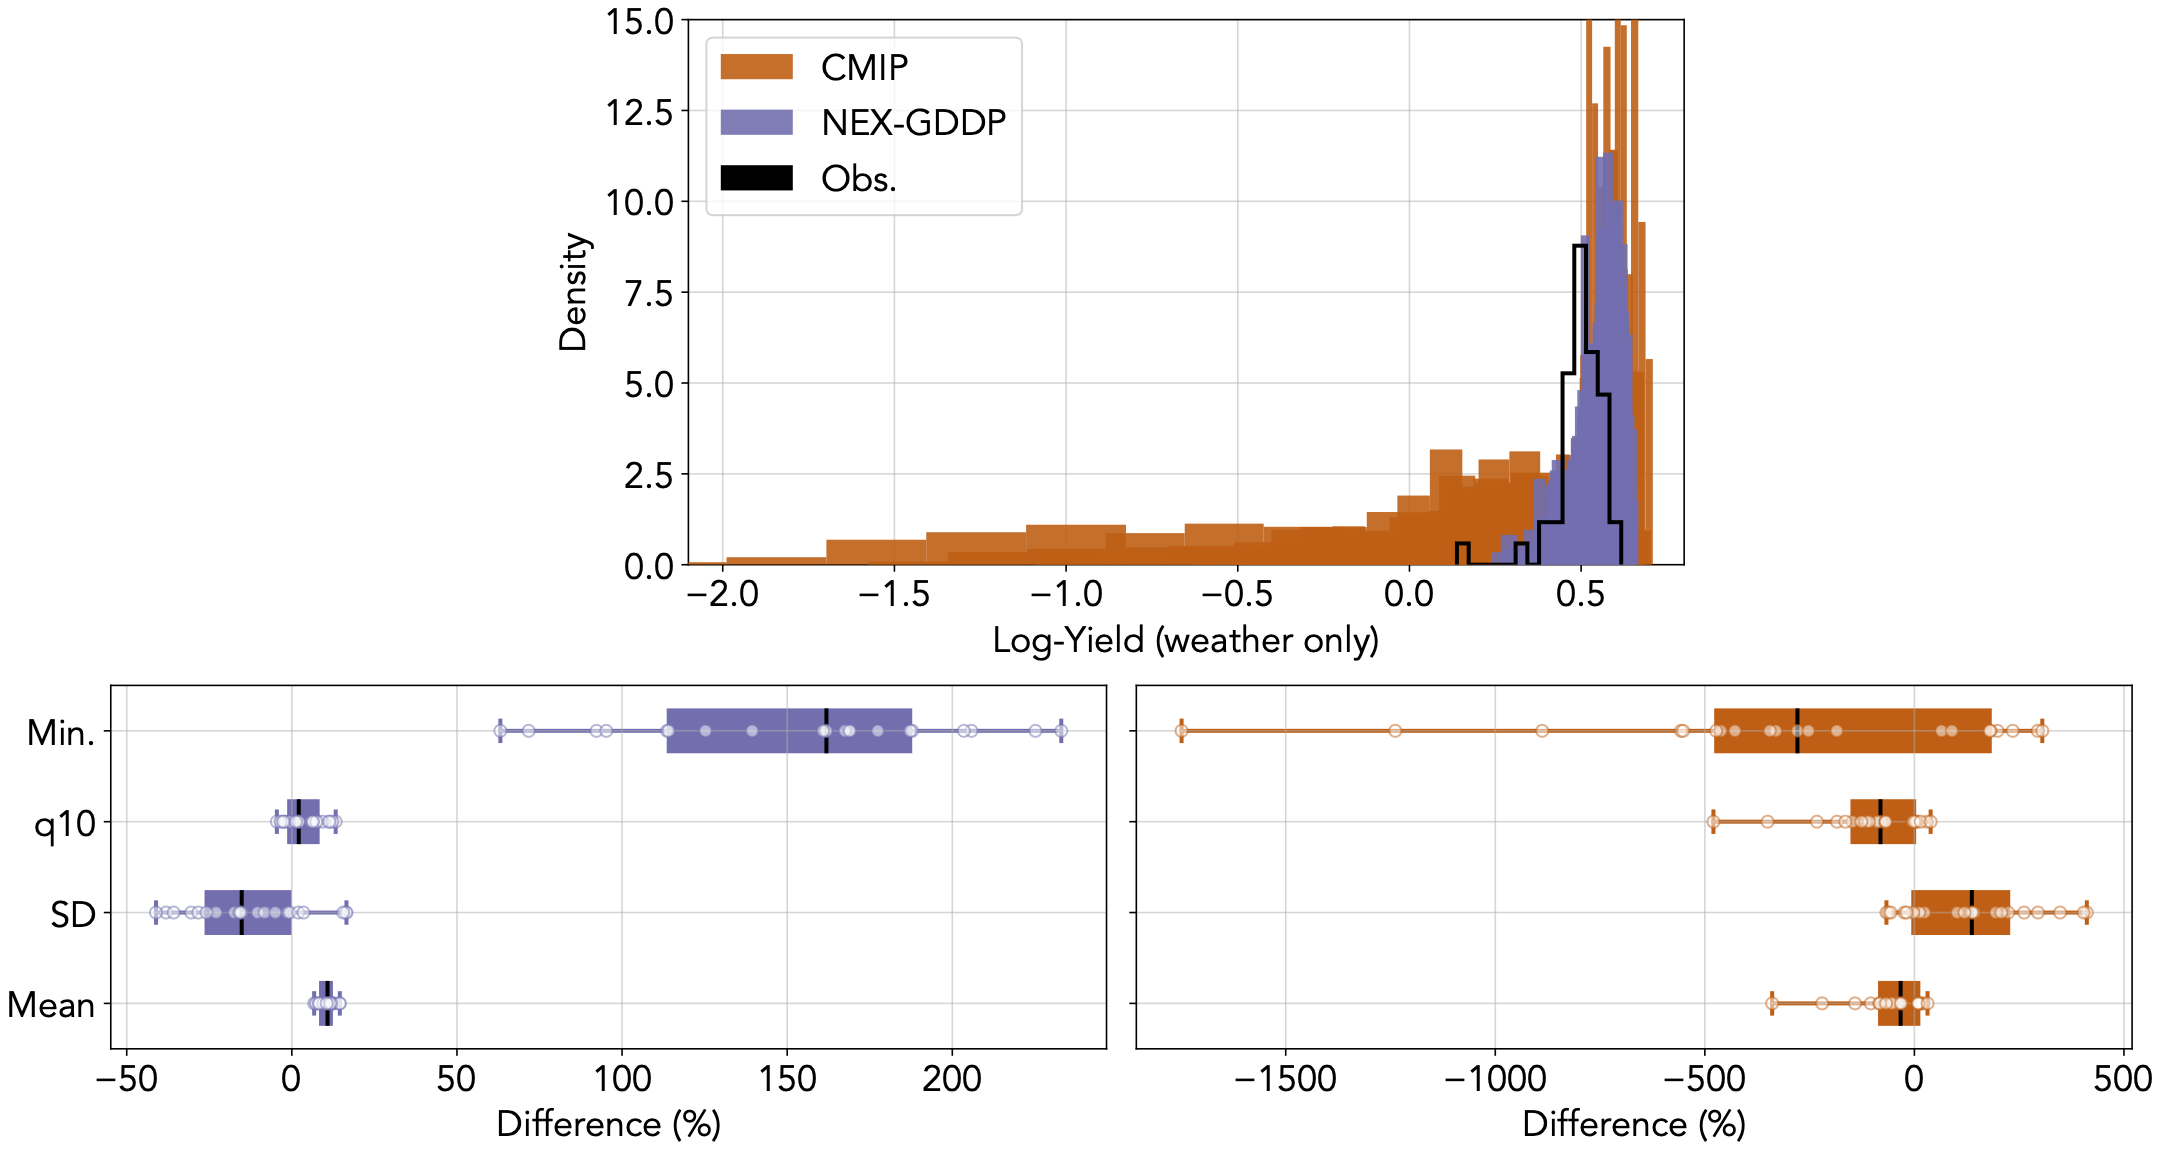 15.0
12.5
10.0
7.5
5.0
2.5
0.0
Density
CMIP
NEX-GDDP
Obs.
−2.0 −1.5 −1.0 −0.5 0.0 0.5
Log-Yield (weather only)
Min.
q10
SD
Mean
−50 0 50 100 150 200
Difference (%)
−1500 −1000 −500 0 500
Difference (%)